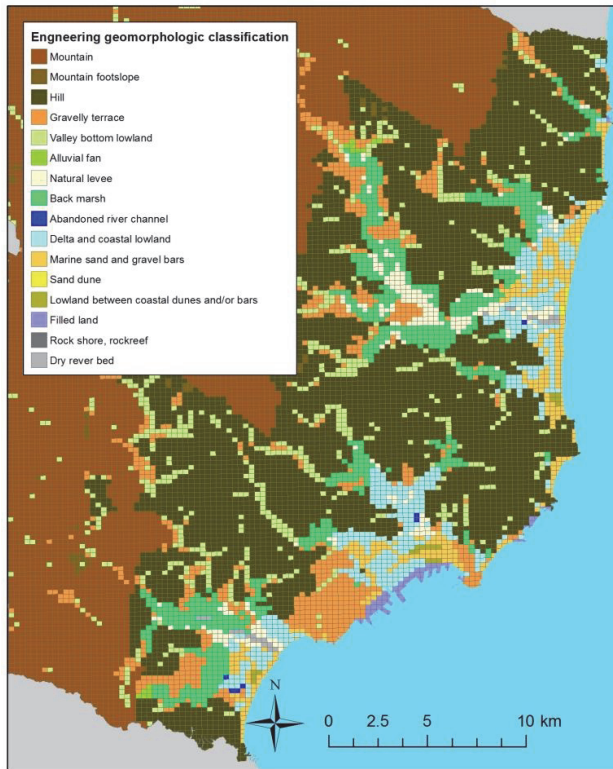 Engneering geomorphologic classification
Mountain
Mountain footslope
Hill
Gravelly terrace
Valley bottom lowland
Alluvial fan
Natural levee
Back marsh
Abandoned river channel
Delta and coastal lowland
Marine sand and gravel bars
Sand dune
Lowland between coastal dunes and/or bars
Filled land
Rock shore, rockreef
Dry rever bed
N
0 2.5 5 10 km